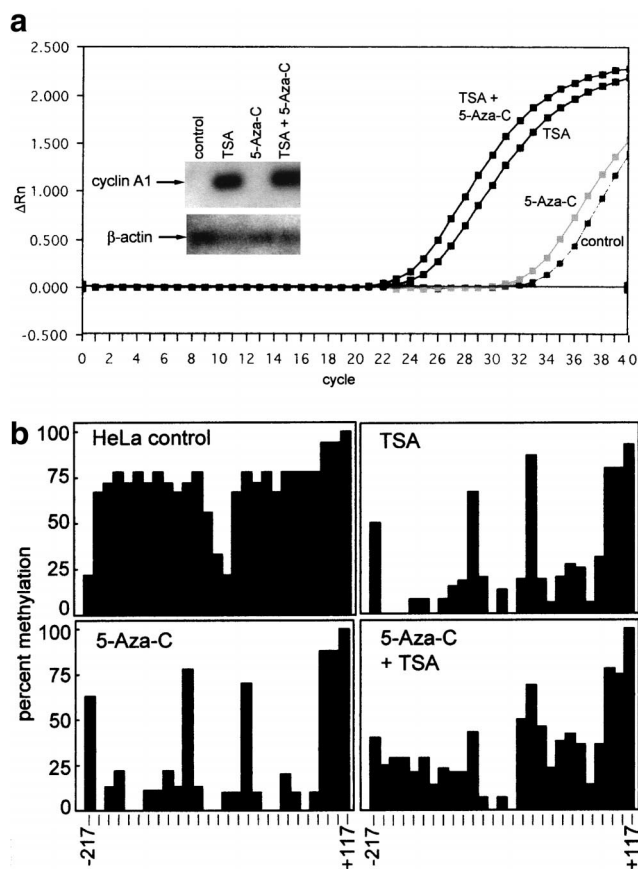 a
2.500
2.000
1.500
1.000
0.500
0.000
-0.500
ΔRn
control
TSA
5-Aza-C
TSA + 5-Aza-C
cyclin A1
β-actin
TSA +
5-Aza-C
TSA
5-Aza-C
control
0 2 4 6 8 10 12 14 16 18 20 22 24 26 28 30 32 34 36 38 40
cycle
b
percent methylation
100
75
50
25
0
HeLa control
TSA
100
75
50
25
0
5-Aza-C
5-Aza-C
+ TSA
-217
+117
-217
+117